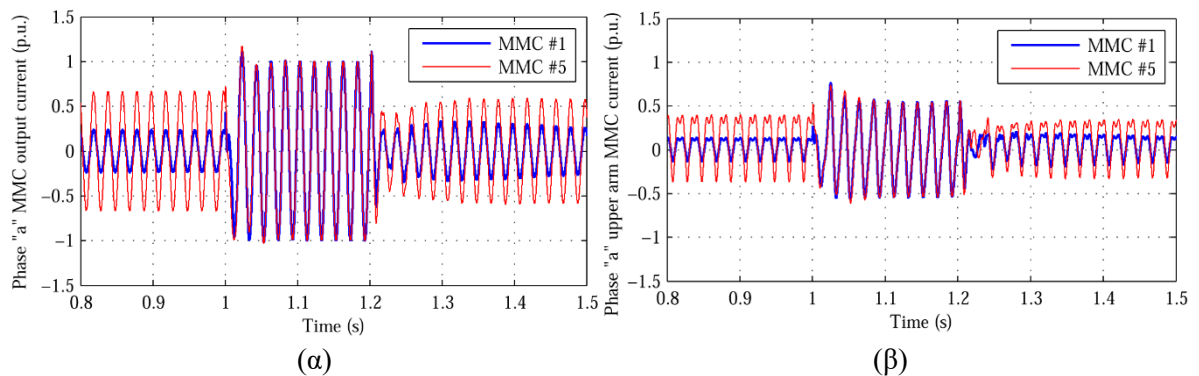 Phase "a" MMC output current (p.u.)
1.5
1
0.5
0
−0.5
−1
−1.5
0.8 0.9 1 1.1 1.2 1.3 1.4 1.5
Time (s)
MMC #1
MMC #5
(α)
Phase "a" upper arm MMC curm (p.u.)
1.5
1
0.5
0
−0.5
−1
−1.5
0.8 0.9 1 1.1 1.2 1.3 1.4 1.5
Time (s)
MMC #1
MMC #5
(β)